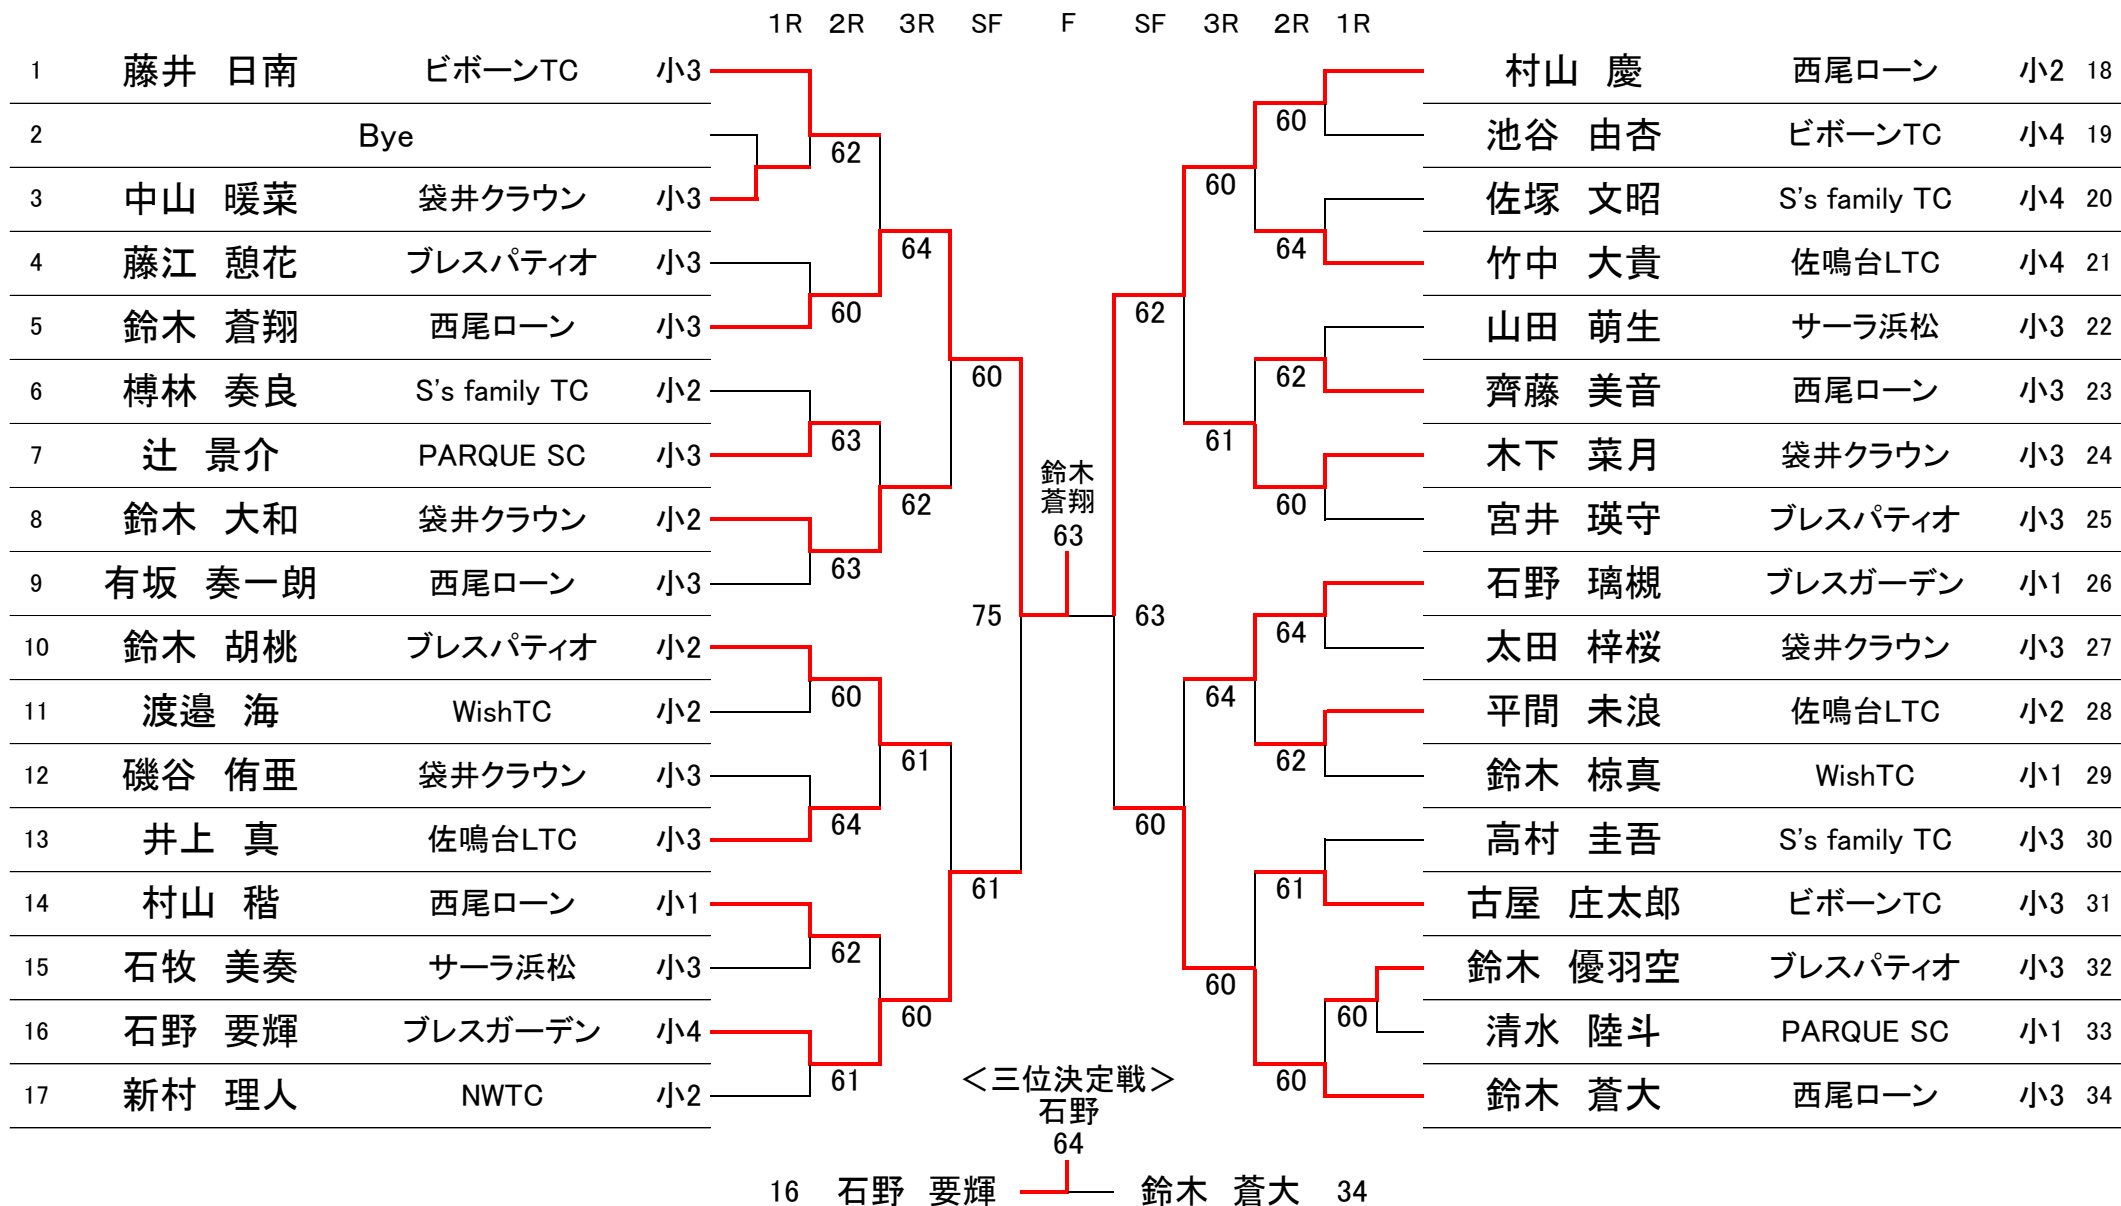 1R 2R 3R SF F SF 3R 2R 1R
1 藤井 日南 ビボーンTC 小3
2 Bye
3 中山 暖菜 袋井クラウン 小3
4 藤江 憩花 ブレスパティオ 小3
5 鈴木 蒼翔 西尾ローン 小3
6 榑林 奏良 S's family TC 小2
7 辻 景介 PARQUE SC 小3
8 鈴木 大和 袋井クラウン 小2
9 有坂 奏一朗 西尾ローン 小3
10 鈴木 胡桃 ブレスパティオ 小2
11 渡邉 海 WishTC 小2
12 磯谷 侑亜 袋井クラウン 小3
13 井上 真 佐鳴台LTC 小3
14 村山 稭 西尾ローン 小1
15 石牧 美奏 サーラ浜松 小3
16 石野 要輝 ブレスガーデン 小4
17 新村 理人 NWTC 小2
62
60
63
63
60
64
62
61
64
62
61
60
60
61
75
鈴木
蒼翔
63
63
62
60
60
61
64
60
60
64
62
60
64
62
61
60
60
村山 慶 西尾ローン 小2 18
池谷 由杏 ビボーンTC 小4 19
佐塚 文昭 S's family TC 小4 20
竹中 大貴 佐鳴台LTC 小4 21
山田 萌生 サーラ浜松 小3 22
齊藤 美音 西尾ローン 小3 23
木下 菜月 袋井クラウン 小3 24
宮井 瑛守 ブレスパティオ 小3 25
石野 璃槻 ブレスガーデン 小1 26
太田 梓桜 袋井クラウン 小3 27
平間 未浪 佐鳴台LTC 小2 28
鈴木 椋真 WishTC 小1 29
高村 圭吾 S's family TC 小3 30
古屋 庄太郎 ビボーンTC 小3 31
鈴木 優羽空 ブレスパティオ 小3 32
清水 陸斗 PARQUE SC 小1 33
鈴木 蒼大 西尾ローン 小3 34
＜三位決定戦＞
石野
64
16 石野 要輝 鈴木 蒼大 34